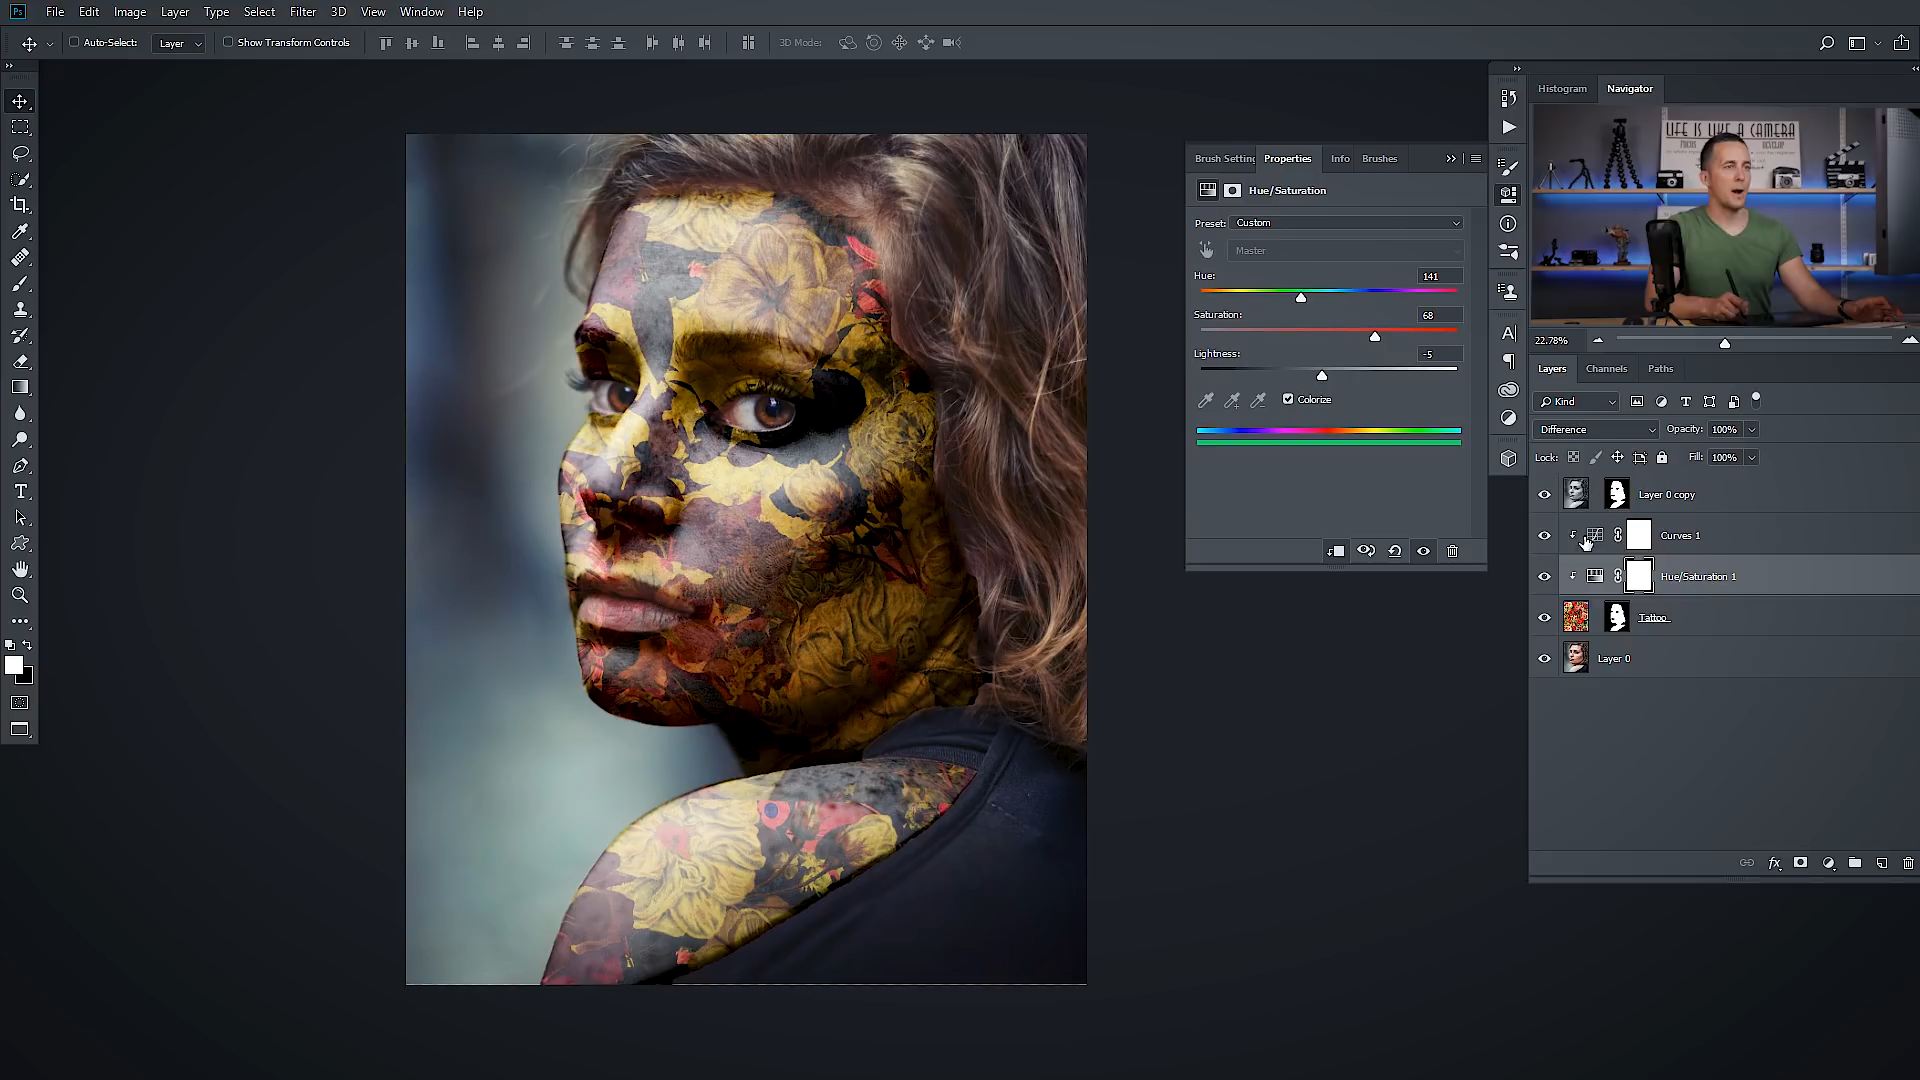 Ps File Edit Image Layer Type Select Filter 3D View Window Help
Auto-Select: Layer Show Transform Controls 3D Mode:
Histogram Navigator
LIFE IS LIKE A CAMERA
22.78%
Brush Setting Properties Info Brushes
Hue/Saturation
Preset: Custom
Master
Hue: 141
Saturation: 68
Lightness: -5
Colorize
Layers Channels Paths
Kind
Difference Opacity: 100%
Lock: Fill: 100%
Layer 0 copy
Curves 1
Hue/Saturation 1
Tattoo
Layer 0